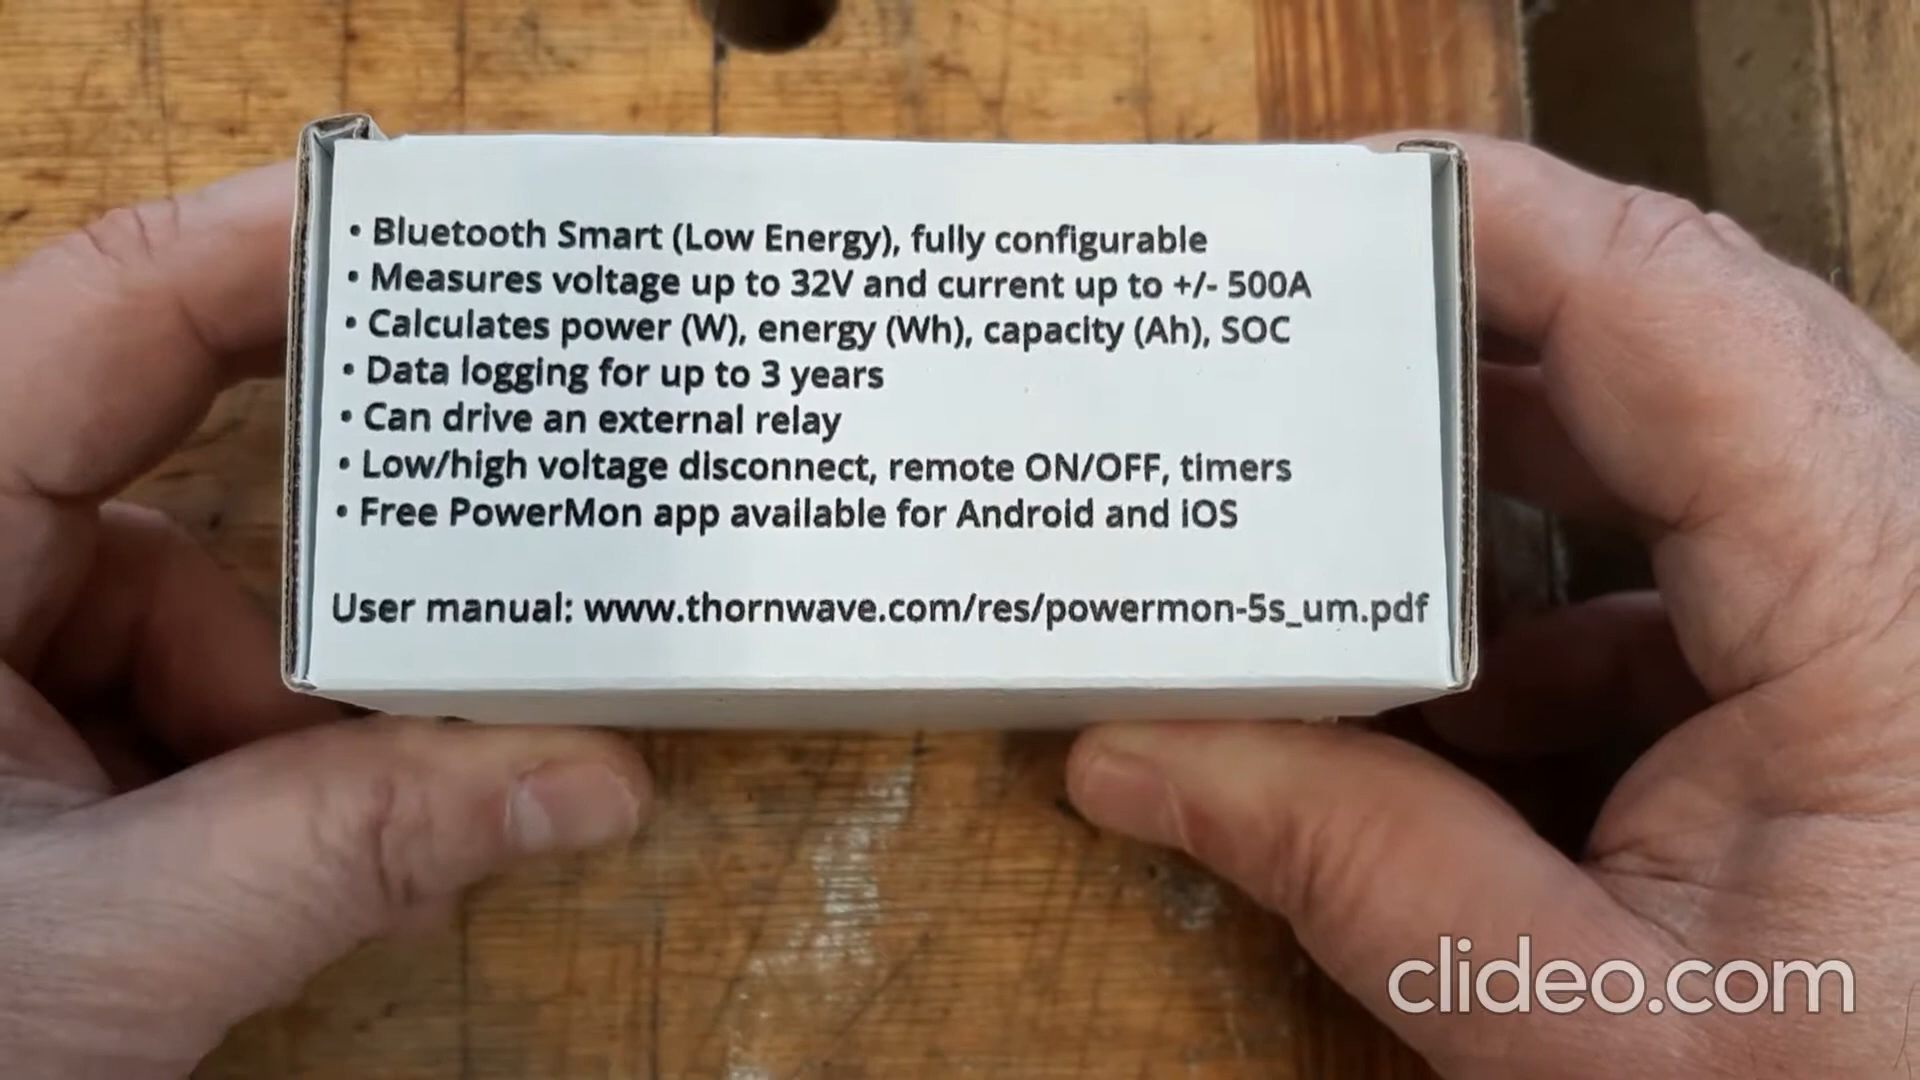 • Bluetooth Smart (Low Energy), fully configurable
• Measures voltage up to 32V and current up to +/- 500A
• Calculates power (W), energy (Wh), capacity (Ah), SOC
• Data logging for up to 3 years
• Can drive an external relay
• Low/high voltage disconnect, remote ON/OFF, timers
• Free PowerMon app available for Android and iOS
User manual: www.thornwave.com/res/powermon-5s_um.pdf
clideo.com